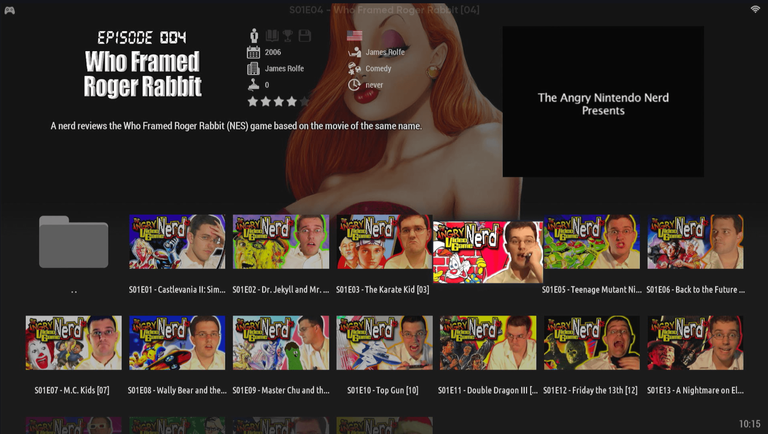 S01E04 - Who Framed Roger Rabbit [04]
EPISODE 004
Who Framed
Roger Rabbit
2006
James Rolfe
James Rolfe
Comedy
0
never
A nerd reviews the Who Framed Roger Rabbit (NES) game based on the movie of the same name.
The Angry Nintendo Nerd
Presents
..
S01E01 - Castlevania II: Sim...
S01E02 - Dr. Jekyll and Mr. ...
S01E03 - The Karate Kid [03]
S01E05 - Teenage Mutant Ni...
S01E06 - Back to the Future ...
S01E07 - M.C. Kids [07]
S01E08 - Wally Bear and the...
S01E09 - Master Chu and th...
S01E10 - Top Gun [10]
S01E11 - Double Dragon III [...
S01E12 - Friday the 13th [12]
S01E13 - A Nightmare on El...
10:15